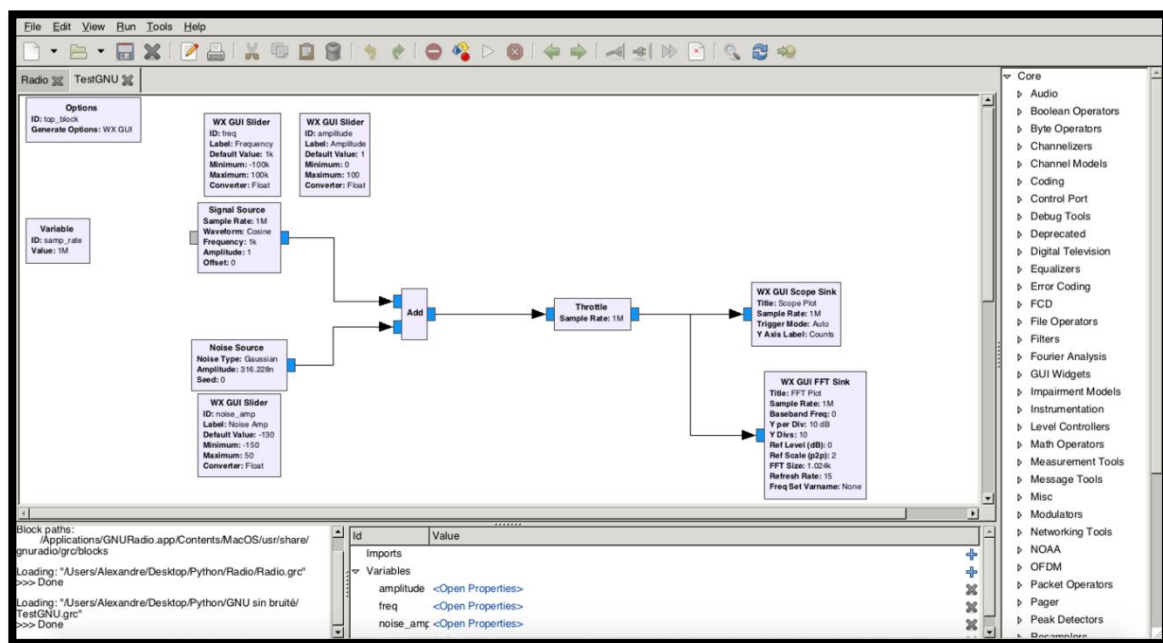 File Edit View Run Tools Help
Radio TestGNU
Options
ID: top_block
Generate Options: WX GUI
WX GUI Slider
ID: freq
Label: Frequency
Default Value: 1k
Minimum: -100k
Maximum: 100k
Converter: Float
WX GUI Slider
ID: amplitude
Label: Amplitude
Default Value: 1
Minimum: 0
Maximum: 100
Converter: Float
Variable
ID: samp_rate
Value: 1M
Signal Source
Sample Rate: 1M
Waveform: Cosine
Frequency: 1k
Amplitude: 1
Offset: 0
Add
Throttle
Sample Rate: 1M
WX GUI Scope Sink
Title: Scope Plot
Sample Rate: 1M
Trigger Mode: Auto
Y Axis Label: Counts
Noise Source
Noise Type: Gaussian
Amplitude: 316.228n
Seed: 0
WX GUI Slider
ID: noise_amp
Label: Noise Amp
Default Value: -130
Minimum: -150
Maximum: 50
Converter: Float
WX GUI FFT Sink
Title: FFT Plot
Sample Rate: 1M
Baseband Freq: 0
Y per Div: 10 dB
Y Divs: 10
Ref Level (dB): 0
Ref Scale (p2p): 2
FFT Size: 1.024k
Refresh Rate: 15
Freq Set Varname: None
Core
Audio
Boolean Operators
Byte Operators
Channelizers
Channel Models
Coding
Control Port
Debug Tools
Deprecated
Digital Television
Equalizers
Error Coding
FCD
File Operators
Filters
Fourier Analysis
GUI Widgets
Impairment Models
Instrumentation
Level Controllers
Math Operators
Measurement Tools
Message Tools
Misc
Modulators
Networking Tools
NOAA
OFDM
Packet Operators
Pager
Peak Detectors
Resamplers
Block paths:
/Applications/GNURadio.app/Contents/MacOS/usr/share/
gnuradio/grc/blocks
Loading: "/Users/Alexandre/Desktop/Python/Radio/Radio.grc"
>>> Done
Loading: "/Users/Alexandre/Desktop/Python/GNU sin bruité/
TestGNU.grc"
>>> Done
Id Value
Imports
Variables
amplitude <Open Properties>
freq <Open Properties>
noise_amp <Open Properties>